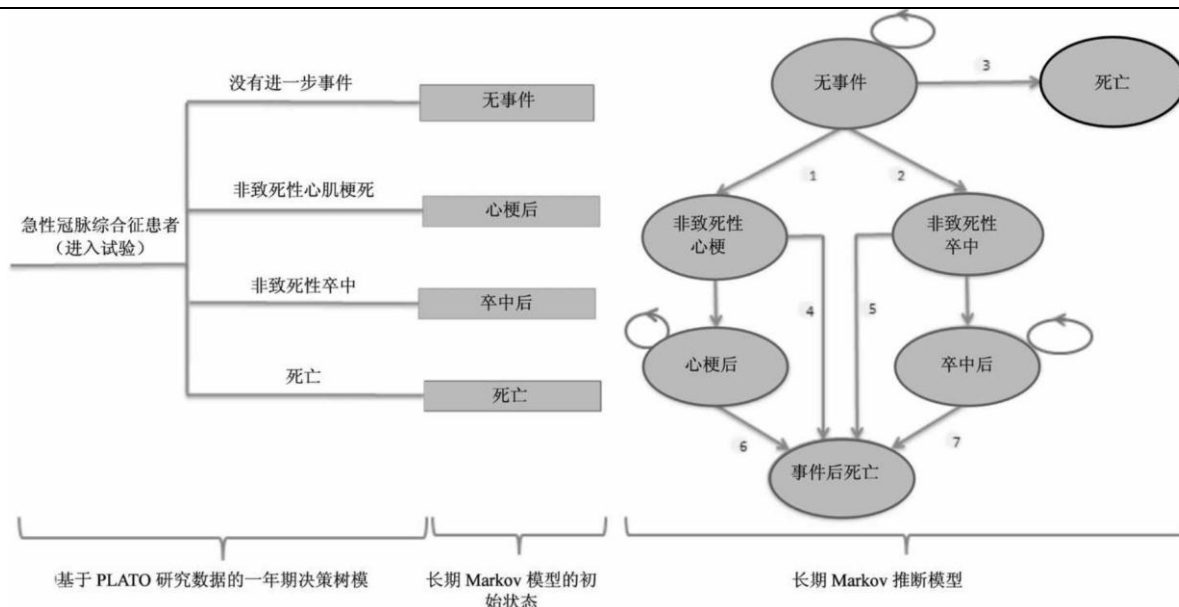 没有进一步事件
无事件
非致死性心肌梗死
心梗后
急性冠脉综合征患者
（进入试验）
非致死性卒中
卒中后
死亡
死亡
无事件
3
死亡
1
2
非致死性
心梗
非致死性
卒中
4
5
心梗后
卒中后
6
7
事件后死亡
基于 PLATO 研究数据的一年期决策树模
长期 Markov 模型的初
始状态
长期 Markov 推断模型